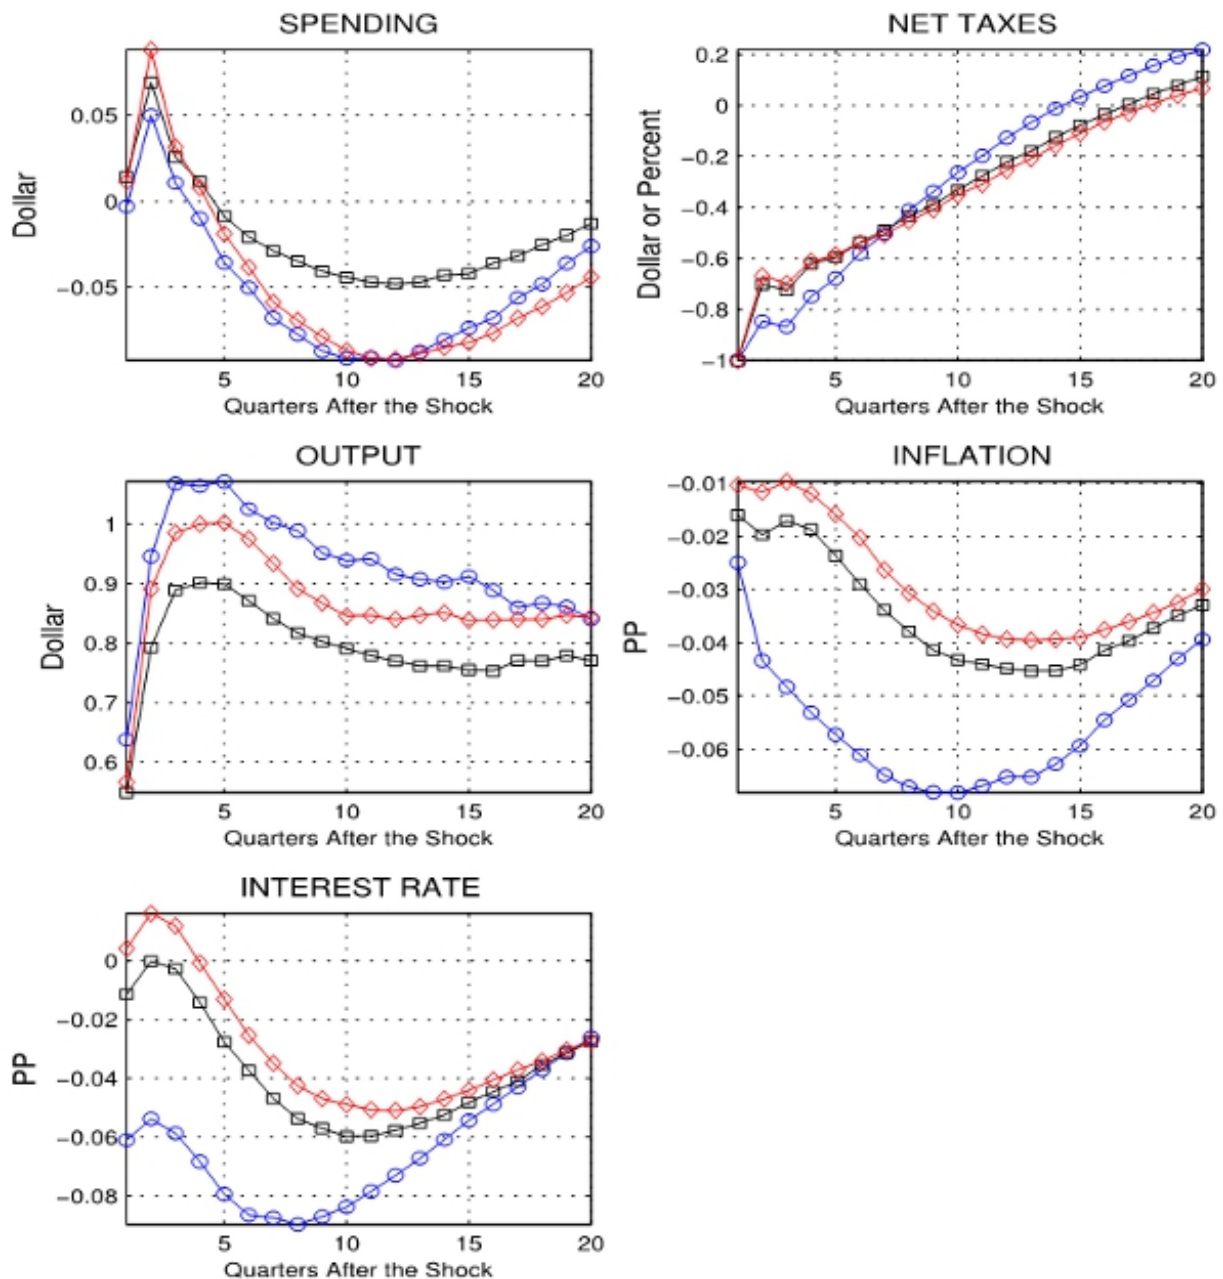 SPENDING
Dollar
0.05
0
−0.05
5 10 15 20
Quarters After the Shock
NET TAXES
Dollar or Percent
0.2
0
−0.2
−0.4
−0.6
−0.8
−1
5 10 15 20
Quarters After the Shock
OUTPUT
Dollar
1
0.9
0.8
0.7
0.6
5 10 15 20
Quarters After the Shock
INFLATION
PP
−0.01
−0.02
−0.03
−0.04
−0.05
−0.06
5 10 15 20
Quarters After the Shock
INTEREST RATE
PP
0
−0.02
−0.04
−0.06
−0.08
5 10 15 20
Quarters After the Shock